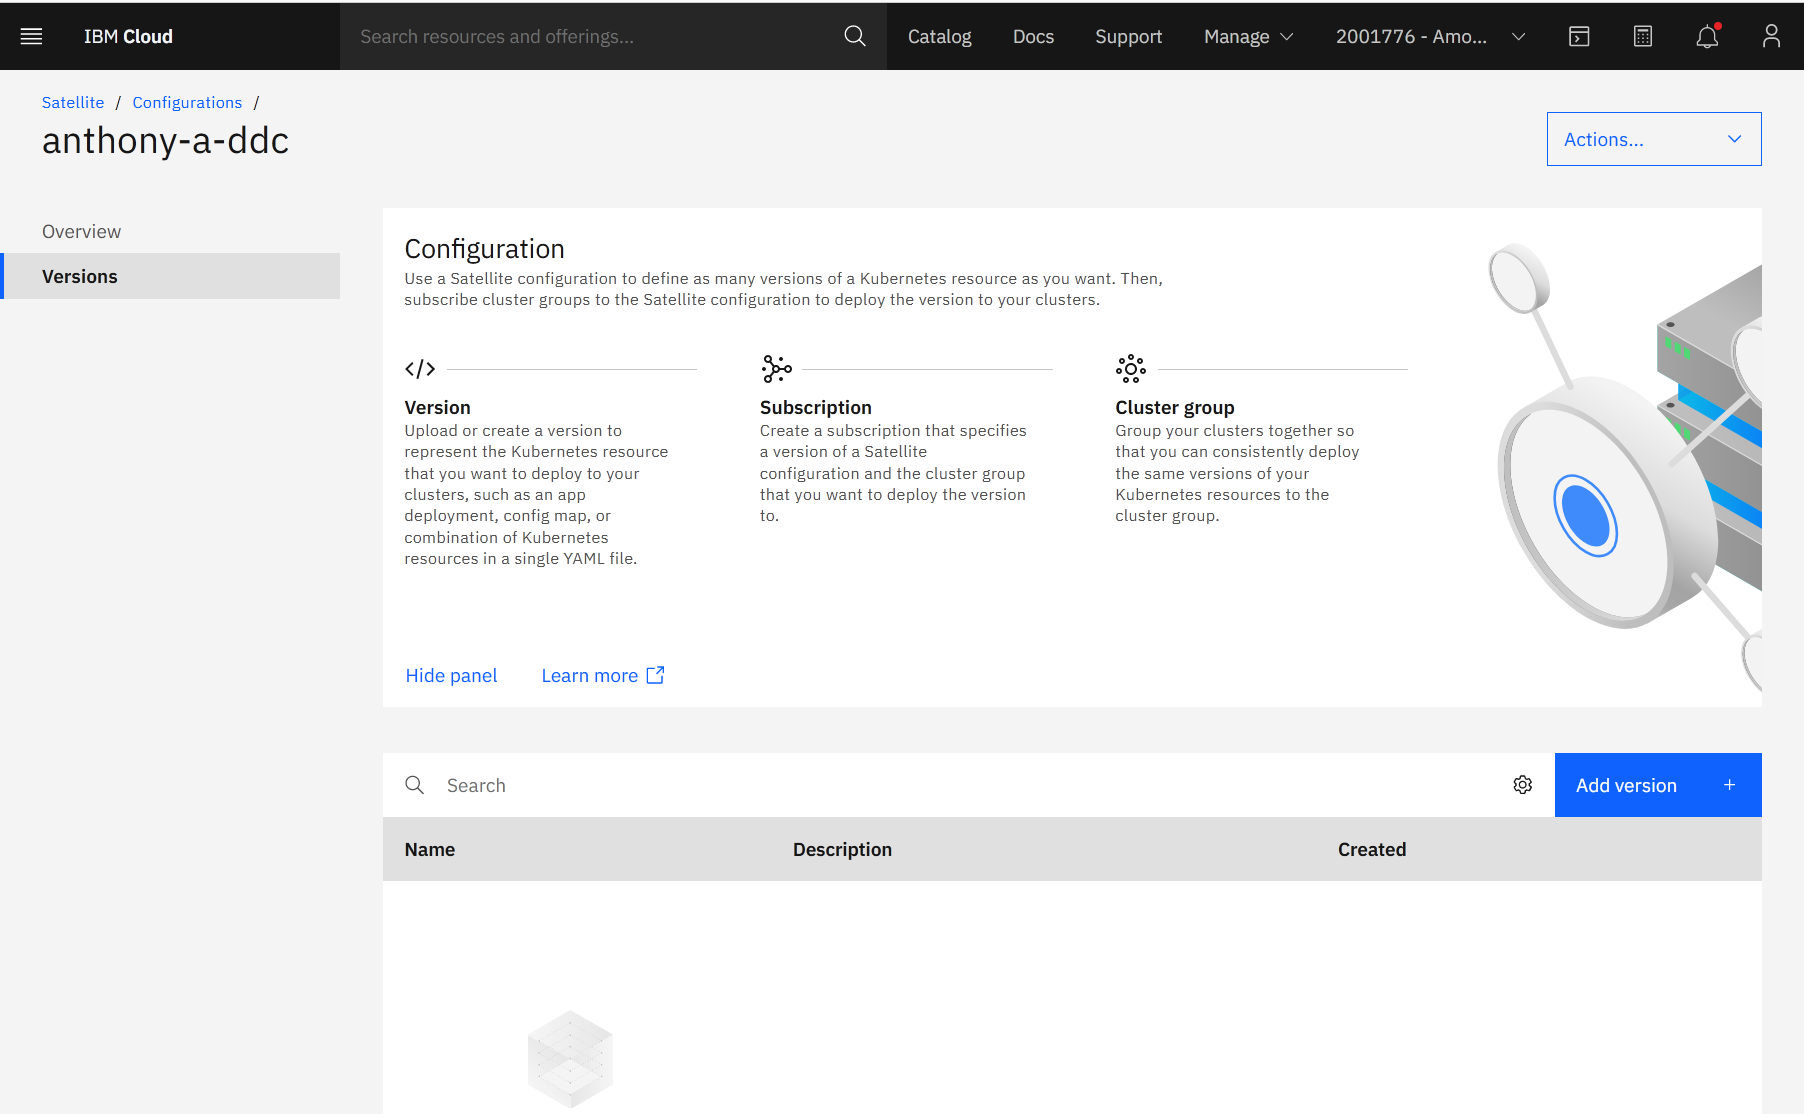 IBM Cloud
Search resources and offerings...
Catalog
Docs
Support
Manage
2001776 - Amo...
Satellite / Configurations /
anthony-a-ddc
Actions...
Overview
Versions
Configuration
Use a Satellite configuration to define as many versions of a Kubernetes resource as you want. Then,
subscribe cluster groups to the Satellite configuration to deploy the version to your clusters.
Version
Upload or create a version to
represent the Kubernetes resource
that you want to deploy to your
clusters, such as an app
deployment, config map, or
combination of Kubernetes
resources in a single YAML file.
Subscription
Create a subscription that specifies
a version of a Satellite
configuration and the cluster group
that you want to deploy the version
to.
Cluster group
Group your clusters together so
that you can consistently deploy
the same versions of your
Kubernetes resources to the
cluster group.
Hide panel
Learn more
Search
Add version +
Name
Description
Created